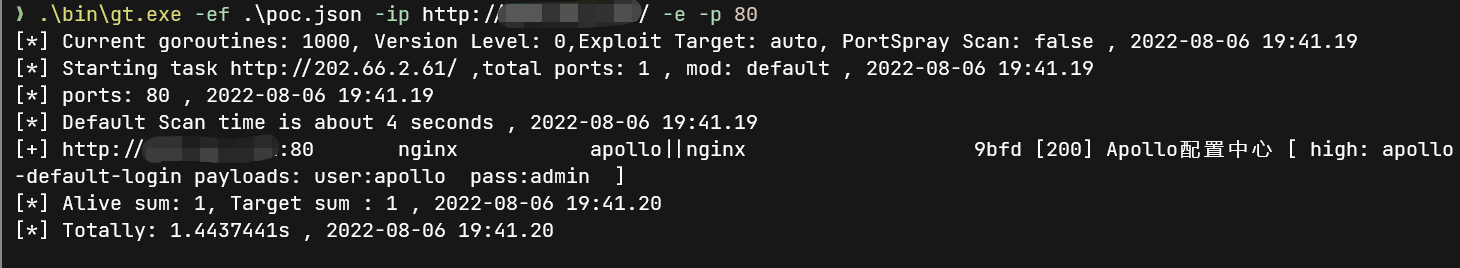 ❯ .\bin\gt.exe -ef .\poc.json -ip http:// / -e -p 80
[*] Current goroutines: 1000, Version Level: 0,Exploit Target: auto, PortSpray Scan: false , 2022-08-06 19:41.19
[*] Starting task http://202.66.2.61/ ,total ports: 1 , mod: default , 2022-08-06 19:41.19
[*] ports: 80 , 2022-08-06 19:41.19
[*] Default Scan time is about 4 seconds , 2022-08-06 19:41.19
[+] http:// :80 nginx apollo||nginx 9bfd [200] Apollo配置中心 [ high: apollo
-default-login payloads: user:apollo pass:admin ]
[*] Alive sum: 1, Target sum : 1 , 2022-08-06 19:41.20
[*] Totally: 1.4437441s , 2022-08-06 19:41.20